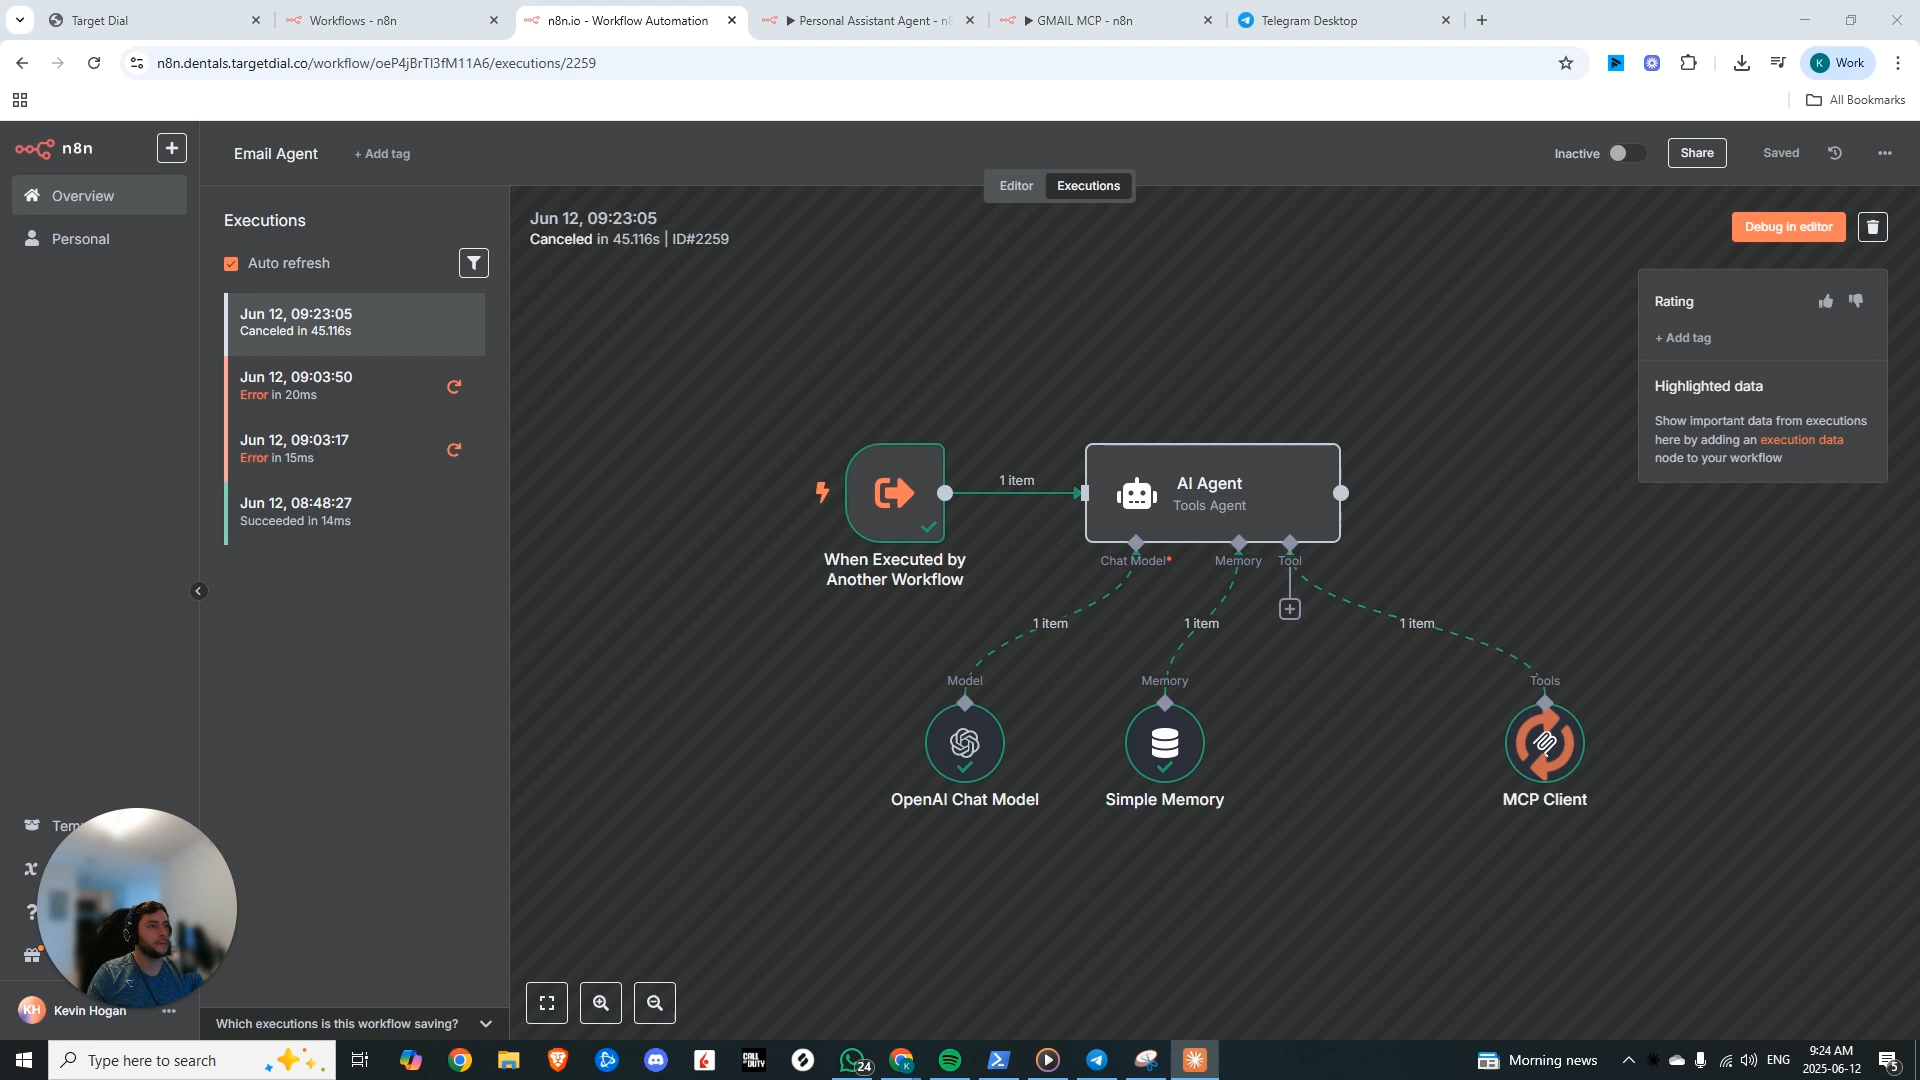 Target Dial
Workflows - n8n
n8n.io - Workflow Automation
▶ Personal Assistant Agent - n8
▶ GMAIL MCP - n8n
Telegram Desktop
n8n.dentals.targetdial.co/workflow/oeP4jBrTl3fM11A6/executions/2259
K
Work
All Bookmarks
n8n
Email Agent
+ Add tag
Inactive
Share
Saved
Overview
Personal
Editor
Executions
Executions
Auto refresh
Jun 12, 09:23:05
Canceled in 45.116s
Jun 12, 09:03:50
Error in 20ms
Jun 12, 09:03:17
Error in 15ms
Jun 12, 08:48:27
Succeeded in 14ms
Jun 12, 09:23:05
Canceled in 45.116s | ID#2259
Debug in editor
Rating
+ Add tag
Highlighted data
Show important data from executions
here by adding an execution data
node to your workflow
1 item
AI Agent
Tools Agent
When Executed by
Another Workflow
Chat Model*
Memory
Tool
1 item
1 item
1 item
Model
Memory
Tools
OpenAI Chat Model
Simple Memory
MCP Client
KH
Kevin Hogan
Which executions is this workflow saving?
Type here to search
CALL OF DUTY
24
K
Morning news
ENG
9:24 AM
2025-06-12
5